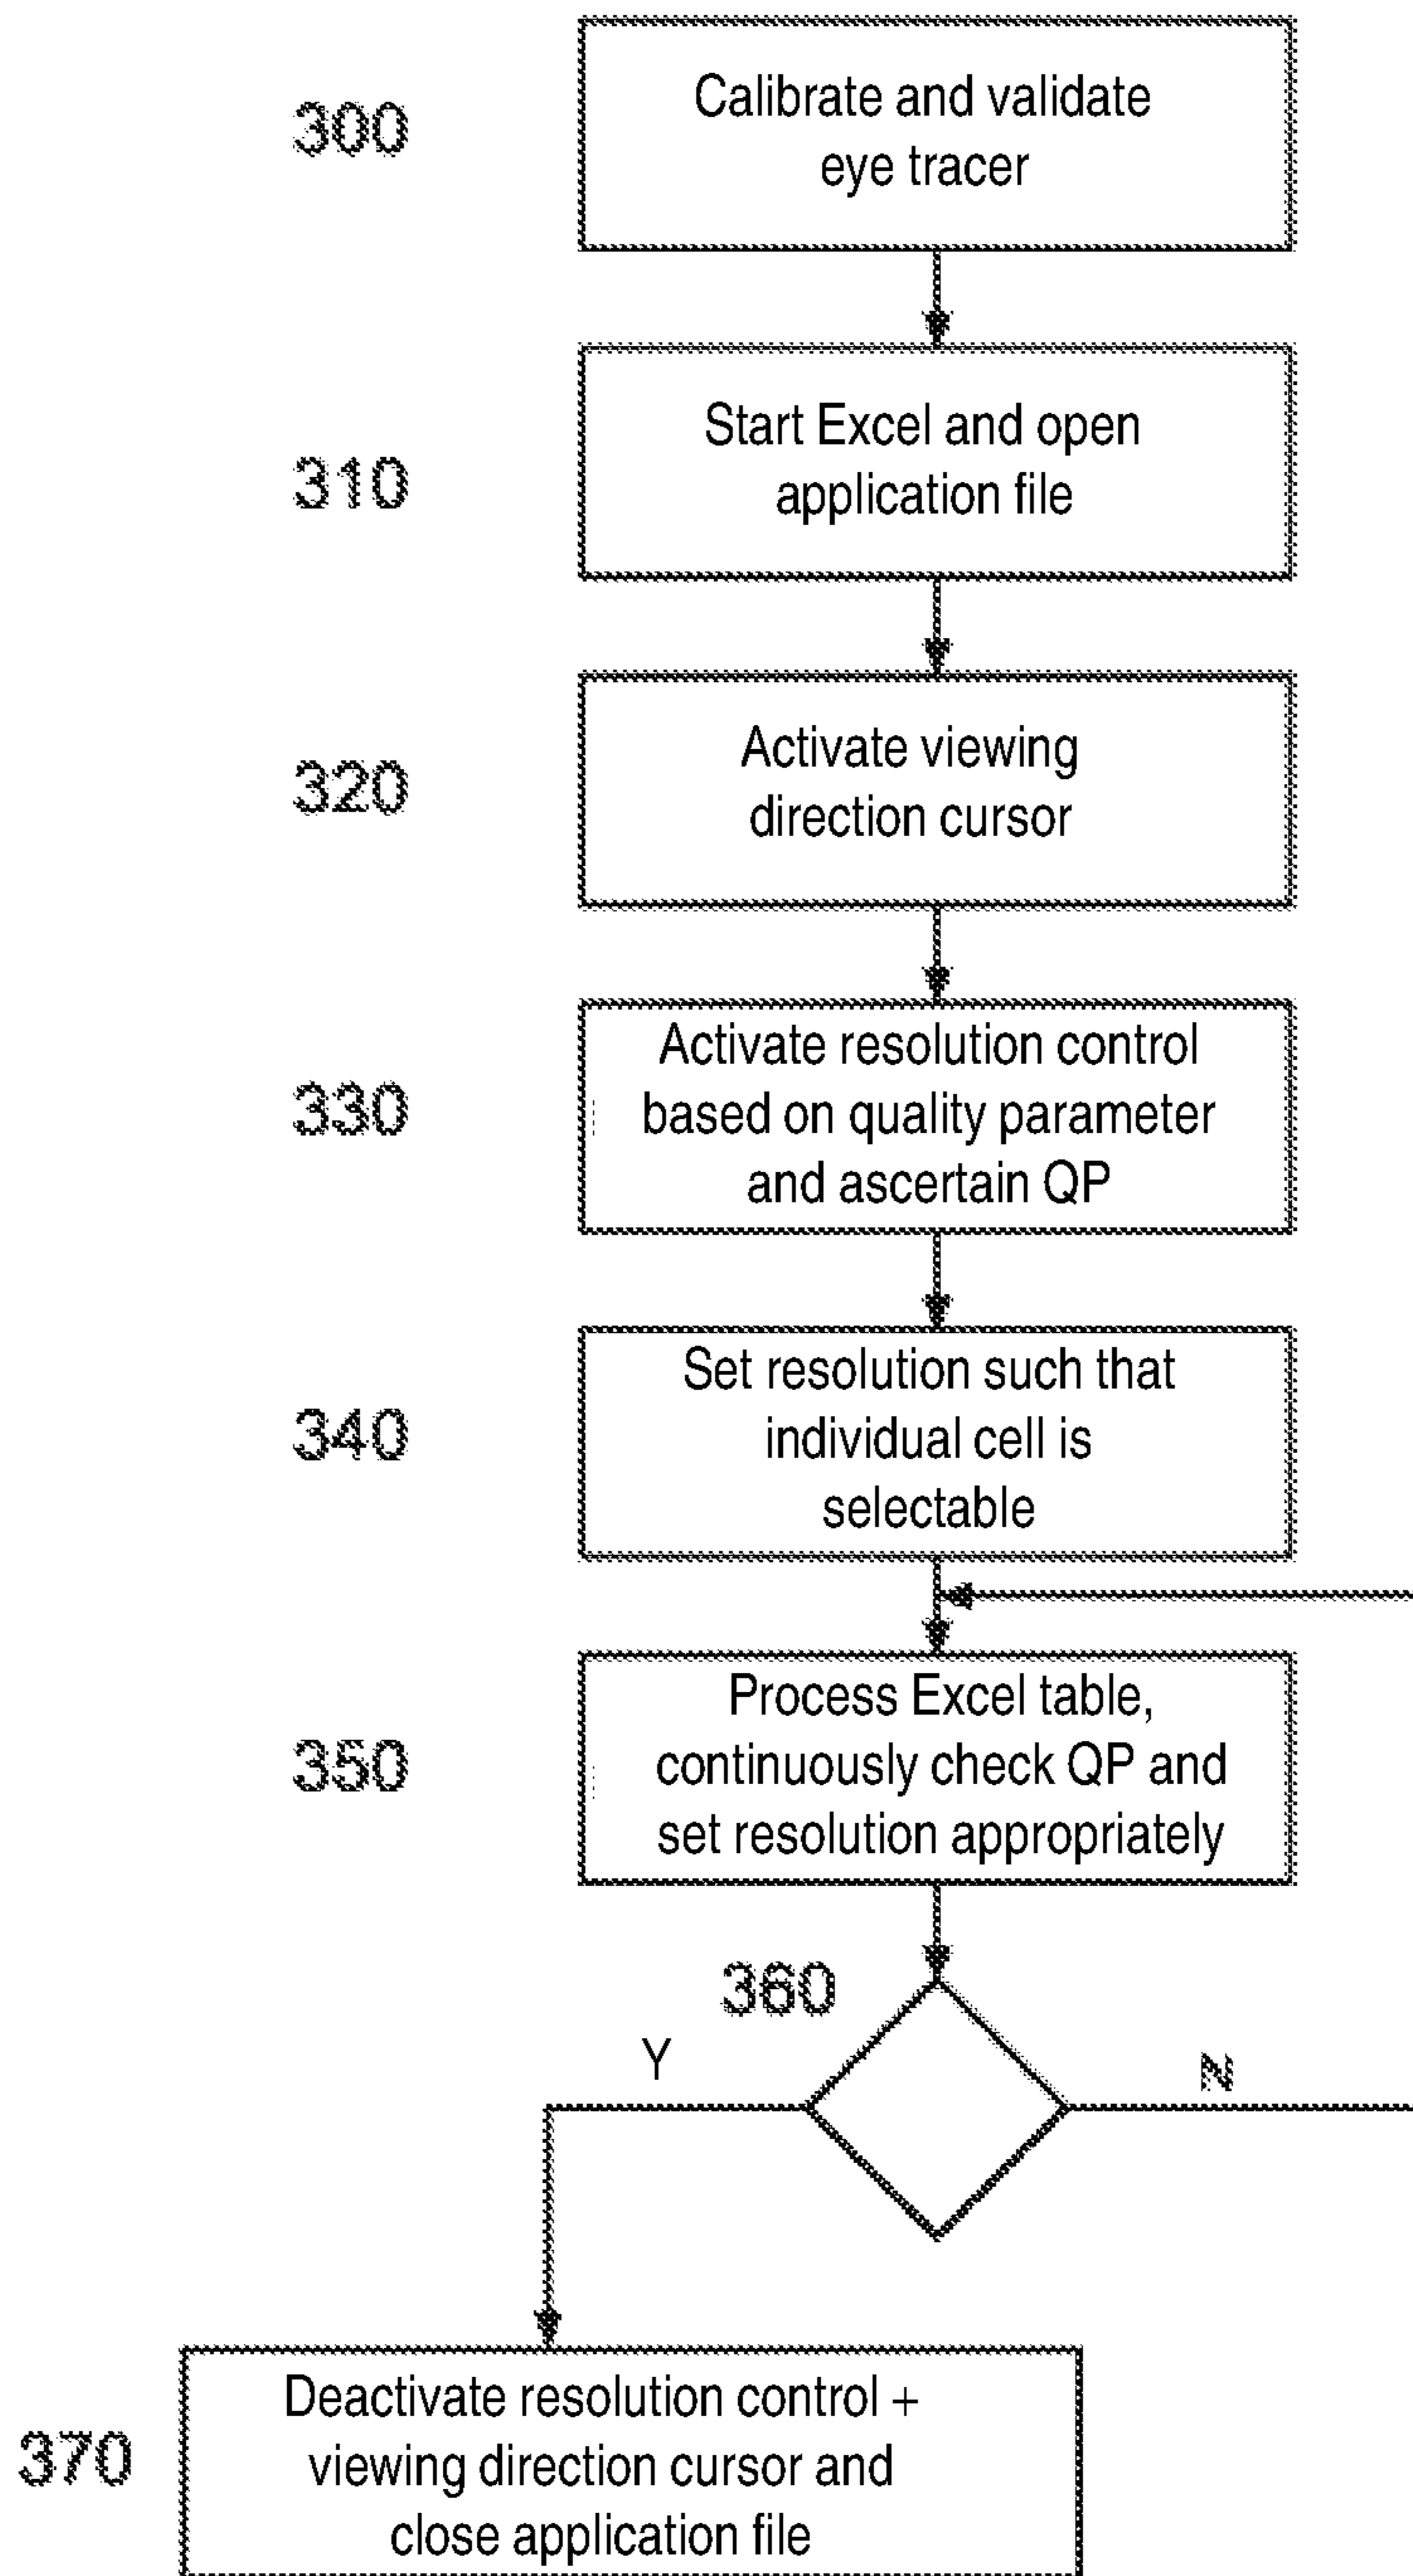 300
Calibrate and validate
eye tracer
310
Start Excel and open
application file
320
Activate viewing
direction cursor
330
Activate resolution control
based on quality parameter
and ascertain QP
340
Set resolution such that
individual cell is
selectable
350
Process Excel table,
continuously check QP and
set resolution appropriately
360
Y
N
370
Deactivate resolution control +
viewing direction cursor and
close application file